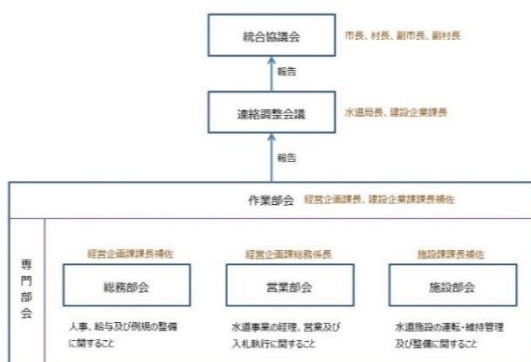 統合協議会
市長、村長、副市長、副村長
報告
連絡調整会議
水道局長、建設企業課長
報告
作業部会
経営企画課長、建設企業課課長補佐
専門部会
経営企画課課長補佐
経営企画課総務係長
施設課課長補佐
総務部会
営業部会
施設部会
人事、給与及び例規の整備
に関すること
水道事業の経理、営業及び
入札執行に関すること
水道施設の運転・維持管理
及び整備に関すること